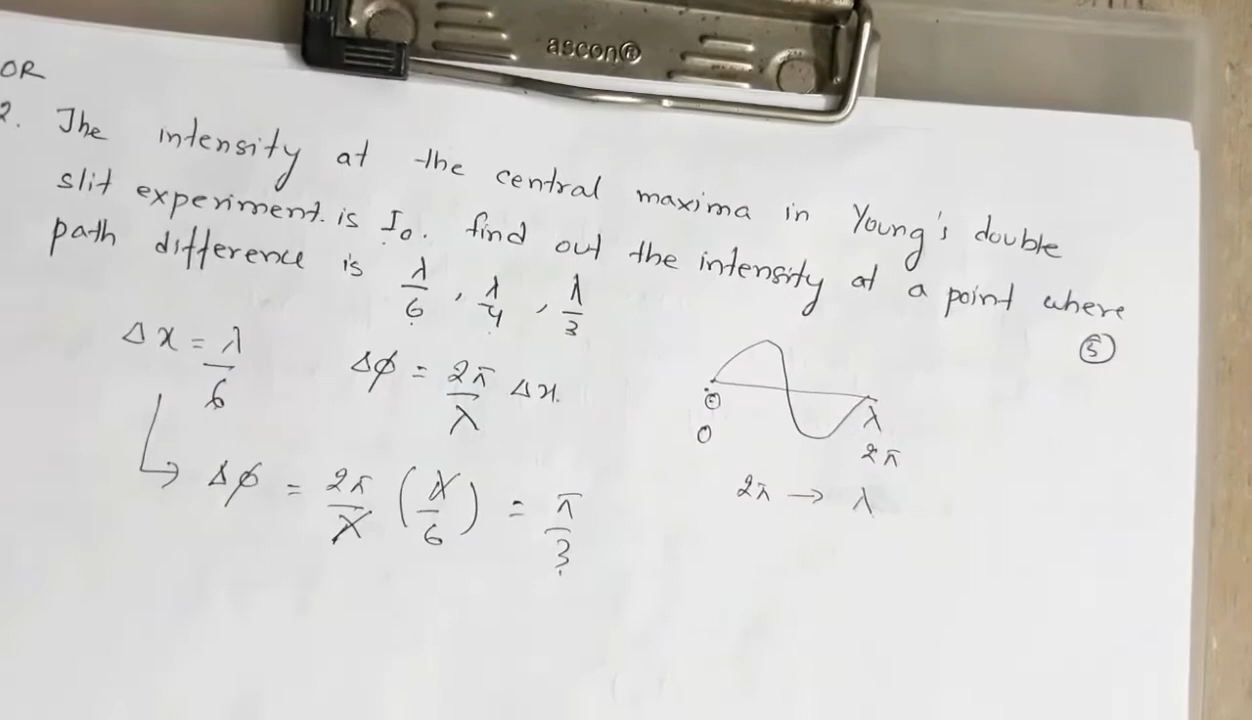 ascon®
OR
2. The intensity at the central maxima in Young's double
slit experiment. is I₀. find out the intensity at a point where
path difference is λ/6, λ/4, λ/3
⑤
Δx = λ/6
Δϕ = 2π/λ Δx.
0 λ
0 2π
↳ Δϕ = 2π/λ (λ/6) = π/3
2π → λ